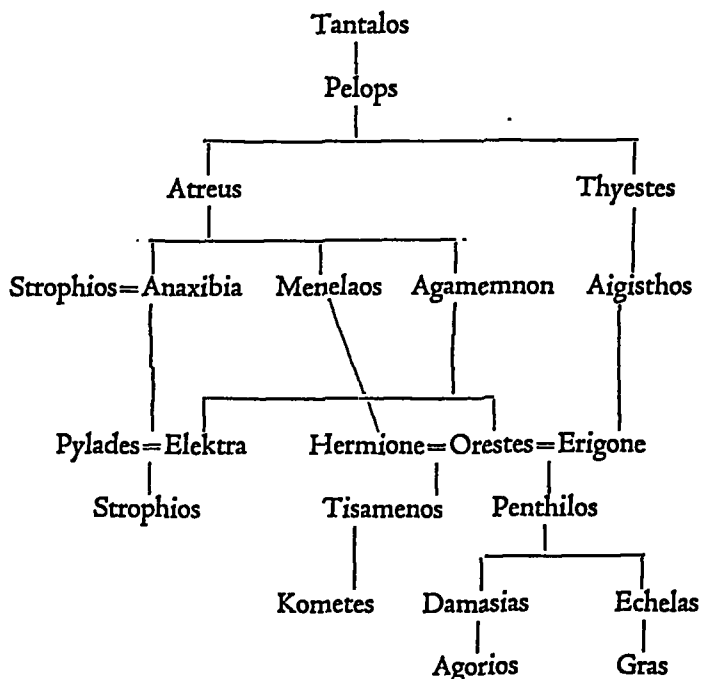 Tantalos
Pelops
Atreus Thyestes
Strophios=Anaxibia Menelaos Agamemnon Aigisthos
Pylades=Elektra Hermione=Orestes=Erigone
Strophios Tisamenos Penthilos
Kometes Damasias Echelas
Agorios Gras